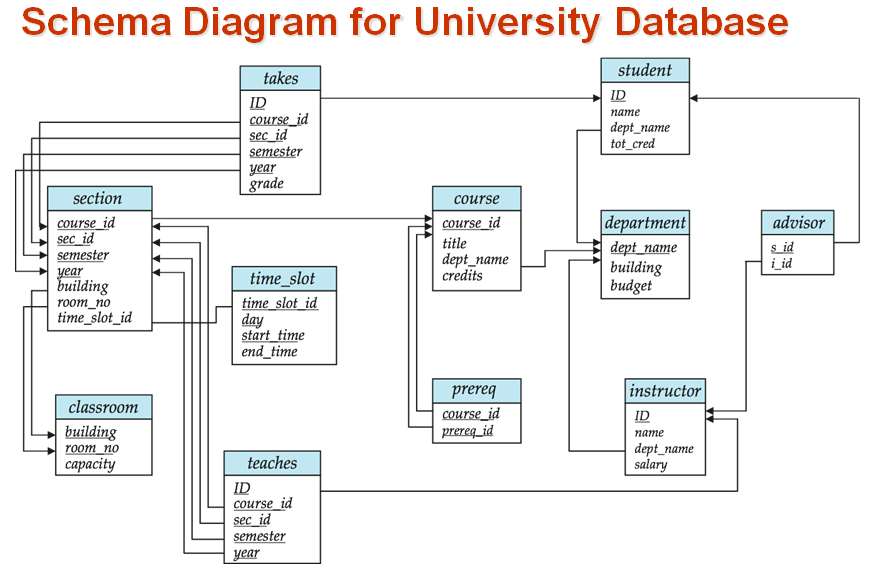 Schema Diagram for University Database
takes
ID
course_id
sec_id
semester
year
grade
student
ID
name
dept_name
tot_cred
section
course_id
sec_id
semester
year
building
room_no
time_slot_id
course
course_id
title
dept_name
credits
department
dept_name
building
budget
advisor
s_id
i_id
time_slot
time_slot_id
day
start_time
end_time
classroom
building
room_no
capacity
prereq
course_id
prereq_id
instructor
ID
name
dept_name
salary
teaches
ID
course_id
sec_id
semester
year